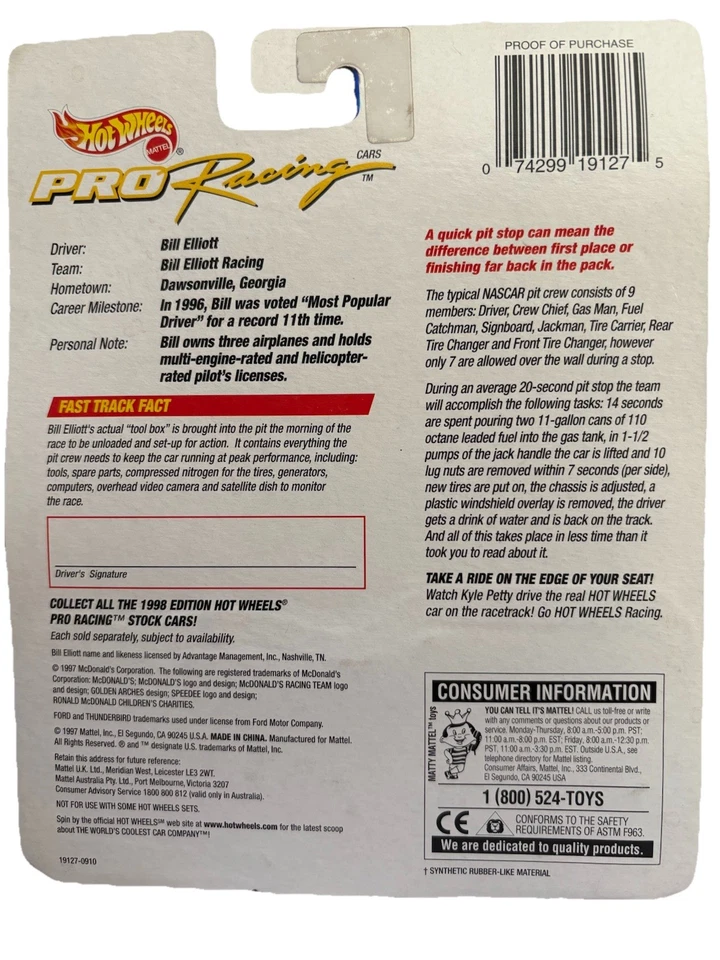 HOT WHEELS
MATTEL ®
PRO Racing CARS
TM
Driver: Bill Elliott
Team: Bill Elliott Racing
Hometown: Dawsonville, Georgia
Career Milestone: In 1996, Bill was voted “Most Popular
Driver” for a record 11th time.
Personal Note: Bill owns three airplanes and holds
multi-engine-rated and helicopter-
rated pilot’s licenses.
FAST TRACK FACT
Bill Elliott's actual “tool box” is brought into the pit the morning of the
race to be unloaded and set-up for action. It contains everything the
pit crew needs to keep the car running at peak performance, including:
tools, spare parts, compressed nitrogen for the tires, generators,
computers, overhead video camera and satellite dish to monitor
the race.
Driver's Signature
COLLECT ALL THE 1998 EDITION HOT WHEELS®
PRO RACING™ STOCK CARS!
Each sold separately, subject to availability.
Bill Elliott name and likeness licensed by Advantage Management, Inc., Nashville, TN.
© 1997 McDonald's Corporation. The following are registered trademarks of McDonald's
Corporation: McDONALD'S; McDONALD'S logo and design; McDONALD'S RACING TEAM logo
and design; GOLDEN ARCHES design; SPEEDEE logo and design;
RONALD McDONALD CHILDREN'S CHARITIES.
FORD and THUNDERBIRD trademarks used under license from Ford Motor Company.
© 1997 Mattel, Inc., El Segundo, CA 90245 U.S.A. MADE IN CHINA. Manufactured for Mattel.
All Rights Reserved. ® and ™ designate U.S. trademarks of Mattel, Inc.
Retain this address for future reference:
Mattel U.K. Ltd., Meridian West, Leicester LE3 2WT.
Mattel Australia Pty. Ltd., Port Melbourne, Victoria 3207
Consumer Advisory Service 1800 800 812 (valid only in Australia).
NOT FOR USE WITH SOME HOT WHEELS SETS.
Spin by the official HOT WHEELS℠ web site at www.hotwheels.com for the latest scoop
about THE WORLD'S COOLEST CAR COMPANY™!
19127-0910
PROOF OF PURCHASE
0 74299 19127 5
A quick pit stop can mean the
difference between first place or
finishing far back in the pack.
The typical NASCAR pit crew consists of 9
members: Driver, Crew Chief, Gas Man, Fuel
Catchman, Signboard, Jackman, Tire Carrier, Rear
Tire Changer and Front Tire Changer, however
only 7 are allowed over the wall during a stop.
During an average 20-second pit stop the team
will accomplish the following tasks: 14 seconds
are spent pouring two 11-gallon cans of 110
octane leaded fuel into the gas tank, in 1-1/2
pumps of the jack handle the car is lifted and 10
lug nuts are removed within 7 seconds (per side),
new tires are put on, the chassis is adjusted, a
plastic windshield overlay is removed, the driver
gets a drink of water and is back on the track.
And all of this takes place in less time than it
took you to read about it.
TAKE A RIDE ON THE EDGE OF YOUR SEAT!
Watch Kyle Petty drive the real HOT WHEELS
car on the racetrack! Go HOT WHEELS Racing.
CONSUMER INFORMATION
MATTY MATTEL™ toys
YOU CAN TELL IT'S MATTEL! CALL us toll-free or write
with any comments or questions about our products or
service. Monday-Thursday, 8:00 a.m.-5:00 p.m. PST;
11:00 a.m.-8:00 p.m. EST; Friday, 8:00 a.m.-12:30 p.m.
PST, 11:00 a.m.-3:30 p.m. EST. Outside U.S.A., see
telephone directory for Mattel listing.
Consumer Affairs, Mattel, Inc., 333 Continental Blvd.,
El Segundo, CA 90245 USA
1 (800) 524-TOYS
CE
CONFORMS TO THE SAFETY
REQUIREMENTS OF ASTM F963.
We are dedicated to quality products.
† SYNTHETIC RUBBER-LIKE MATERIAL